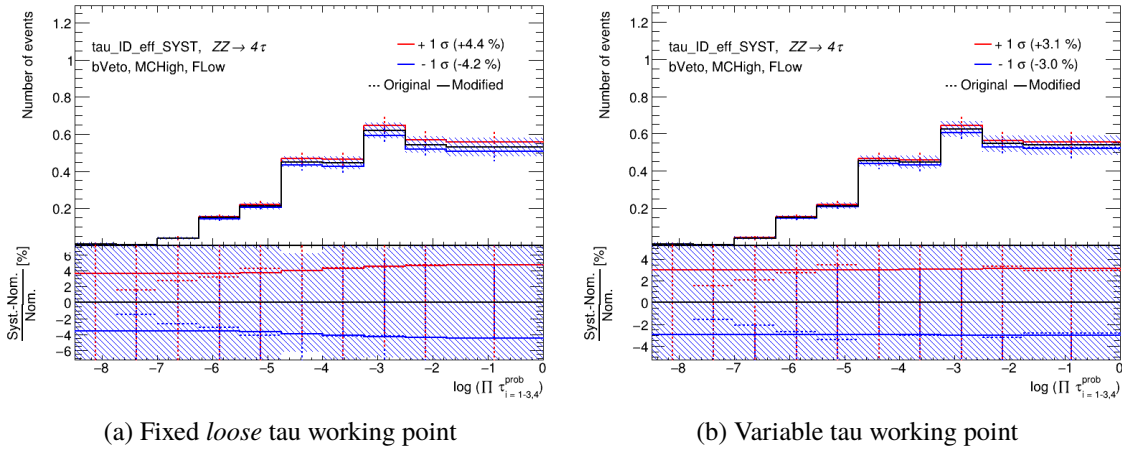 Number of events
1.2
1
0.8
0.6
0.4
0.2
tau_ID_eff_SYST, ZZ → 4τ
bVeto, MCHigh, FLow
+ 1 σ (+4.4 %)
- 1 σ (-4.2 %)
Original
Modified
Syst.-Nom.
Nom.
[%]
6
4
2
0
−2
−4
−6
−8 −7 −6 −5 −4 −3 −2 −1 0
log (∏ τ^prob_i = 1-3,4)
(a) Fixed loose tau working point
Number of events
1.2
1
0.8
0.6
0.4
0.2
tau_ID_eff_SYST, ZZ → 4τ
bVeto, MCHigh, FLow
+ 1 σ (+3.1 %)
- 1 σ (-3.0 %)
Original
Modified
Syst.-Nom.
Nom.
[%]
4
2
0
−2
−4
−8 −7 −6 −5 −4 −3 −2 −1 0
log (∏ τ^prob_i = 1-3,4)
(b) Variable tau working point